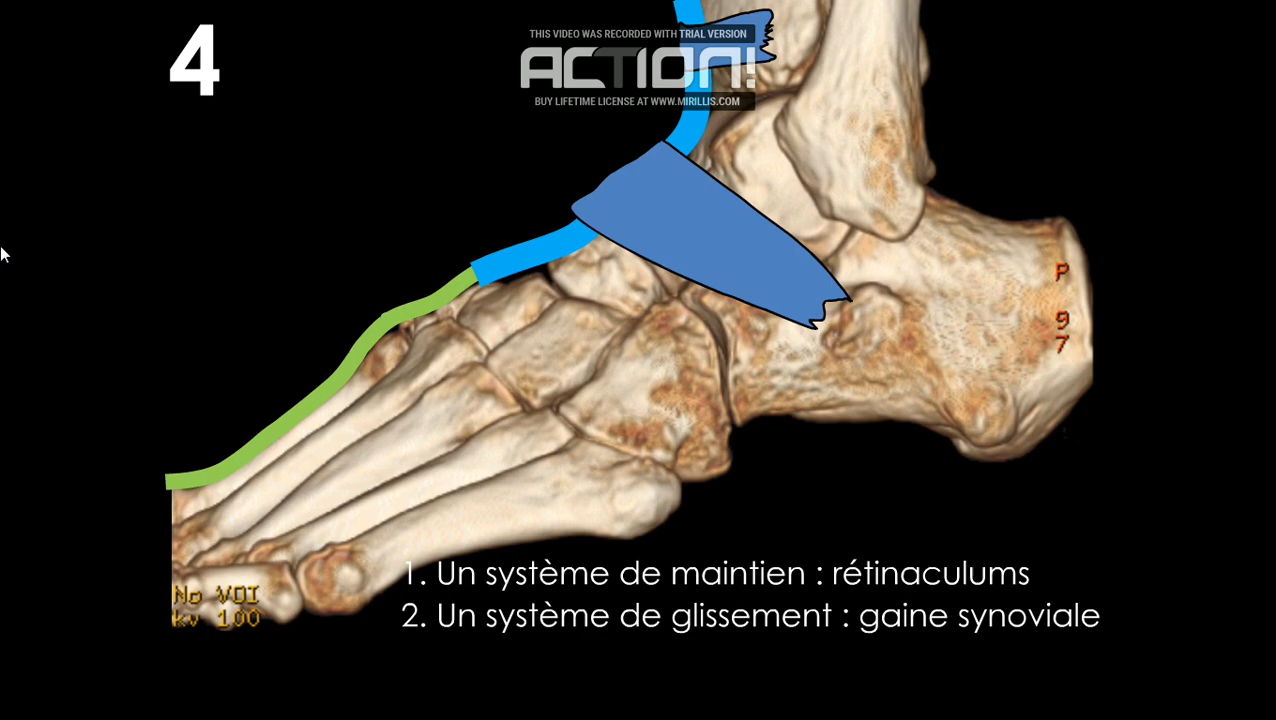 4
THIS VIDEO WAS RECORDED WITH TRIAL VERSION
ACTION!
BUY LIFETIME LICENSE AT WWW.MIRILLIS.COM
P
9
7
1. Un système de maintien : rétinaculums
2. Un système de glissement : gaine synoviale
No VOI
kv 100